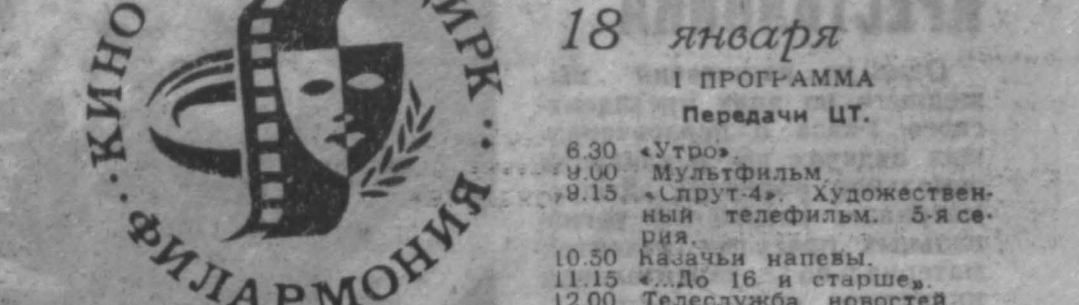 КИНО
ЦИРК
ФИЛАРМОНИЯ
18 января
I ПРОГРАММА
Передачи ЦТ.
6.30 «Утро».
9.00 Мультфильм.
9.15 «Спрут-4». Художествен-
ный телефильм. 5-я се-
рия.
10.50 Казачьи напевы.
11.15 «...До 16 и старше».
12.00 Телеслужба новостей